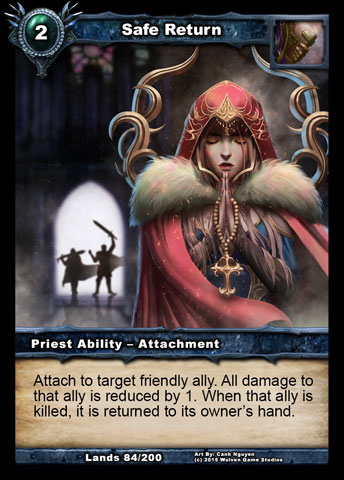 2
Safe Return
Priest Ability – Attachment
Attach to target friendly ally. All damage to
that ally is reduced by 1. When that ally is
killed, it is returned to its owner's hand.
Lands 84/200
Art By: Canh Nguyen
(c) 2015 Wulven Game Studios